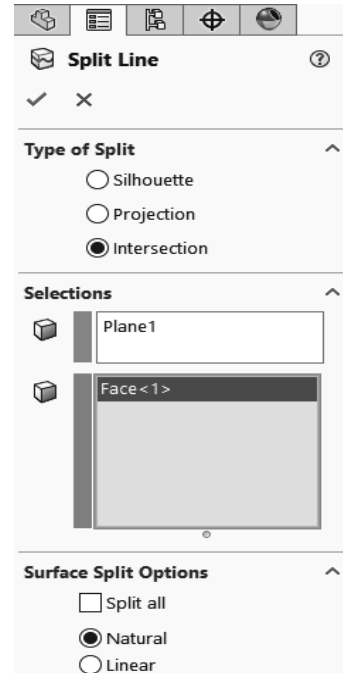 Split Line
Type of Split
Silhouette
Projection
Intersection
Selections
Plane1
Face<1>
Surface Split Options
Split all
Natural
Linear